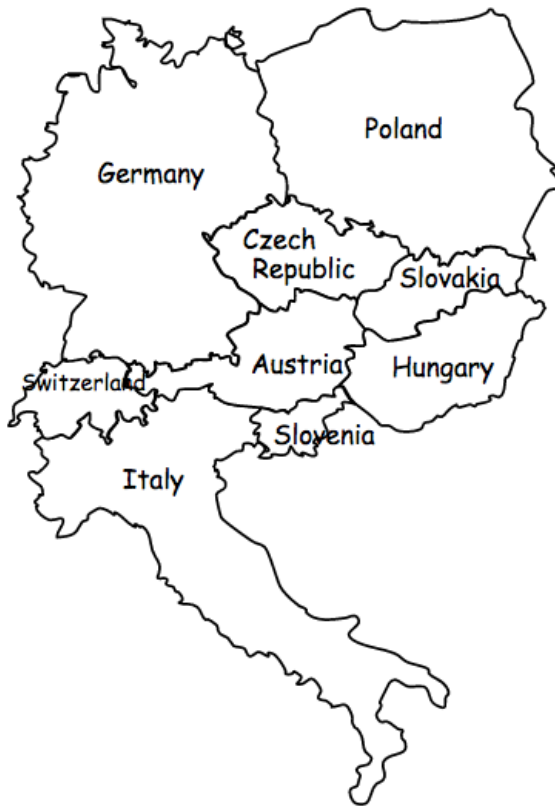 Poland
Germany
Czech
Republic
Slovakia
Austria
Hungary
Switzerland
Slovenia
Italy